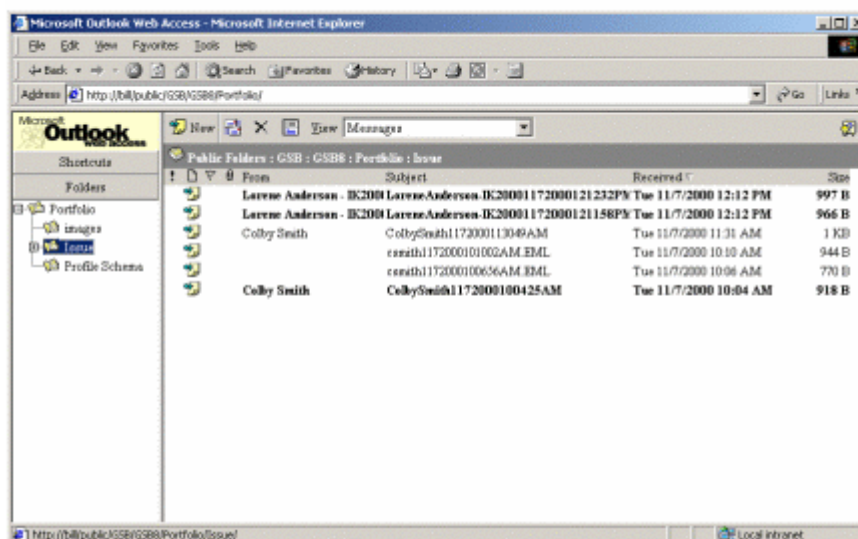 Microsoft Outlook Web Access - Microsoft Internet Explorer
File Edit View Favorites Tools Help
Back Search Favorites History
Address http://bill/public/GSB/GSB8/Portfolio/ Go Links
Microsoft Outlook web access
New View Messages
Shortcuts
Folders
Public Folders : GSB : GSB8 : Portfolio : Issue
! From Subject Received Size
Portfolio
images
Issue
Profile Schema
Lorene Anderson - IK200 LoreneAnderson-IK20001172000121232PM Tue 11/7/2000 12:12 PM 997 B
Lorene Anderson - IK200 LoreneAnderson-IK20001172000121158PM Tue 11/7/2000 12:12 PM 966 B
Colby Smith ColbySmith1172000113049AM Tue 11/7/2000 11:31 AM 1 KB
csmith1172000101002AM.EML Tue 11/7/2000 10:10 AM 944 B
csmith1172000100636AM.EML Tue 11/7/2000 10:06 AM 770 B
Colby Smith ColbySmith1172000100425AM Tue 11/7/2000 10:04 AM 918 B
http://bill/public/GSB/GSB8/Portfolio/Issue/ Local intranet